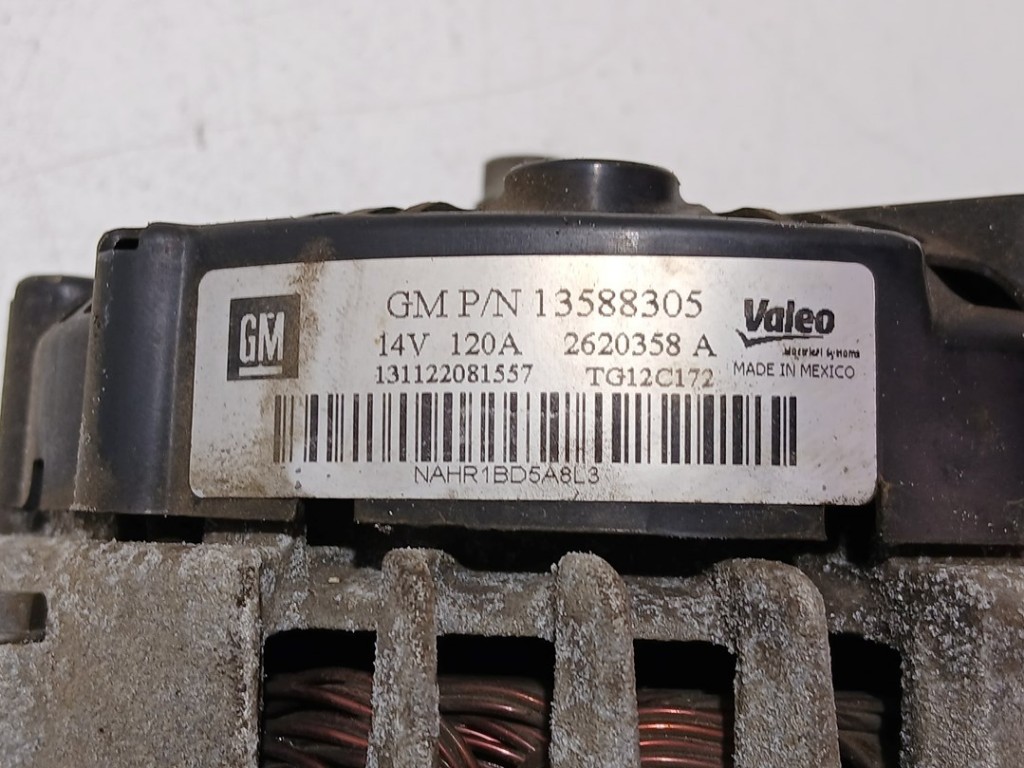 GM
GM P/N 13588305
14V 120A 2620358 A
131122081557 TG12C172
Valeo
MADE IN MEXICO
NAHR1BD5A8L3